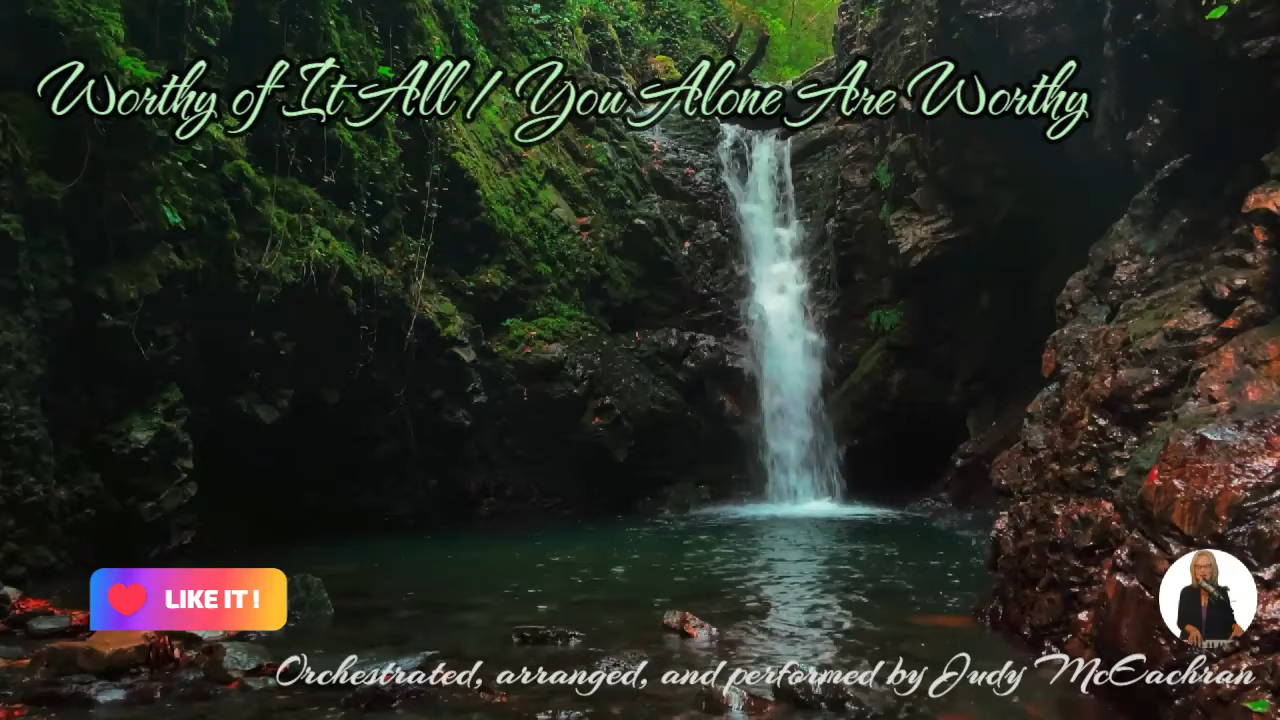 Worthy of It All / You Alone Are Worthy
LIKE IT !
Orchestrated, arranged, and performed by Judy McEachran